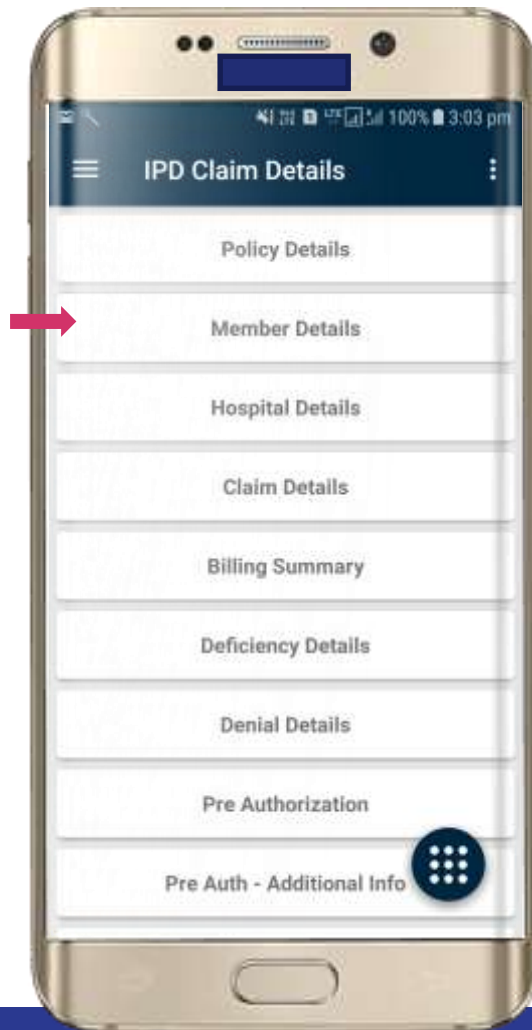 100% 3:03 pm
IPD Claim Details
Policy Details
Member Details
Hospital Details
Claim Details
Billing Summary
Deficiency Details
Denial Details
Pre Authorization
Pre Auth - Additional Info